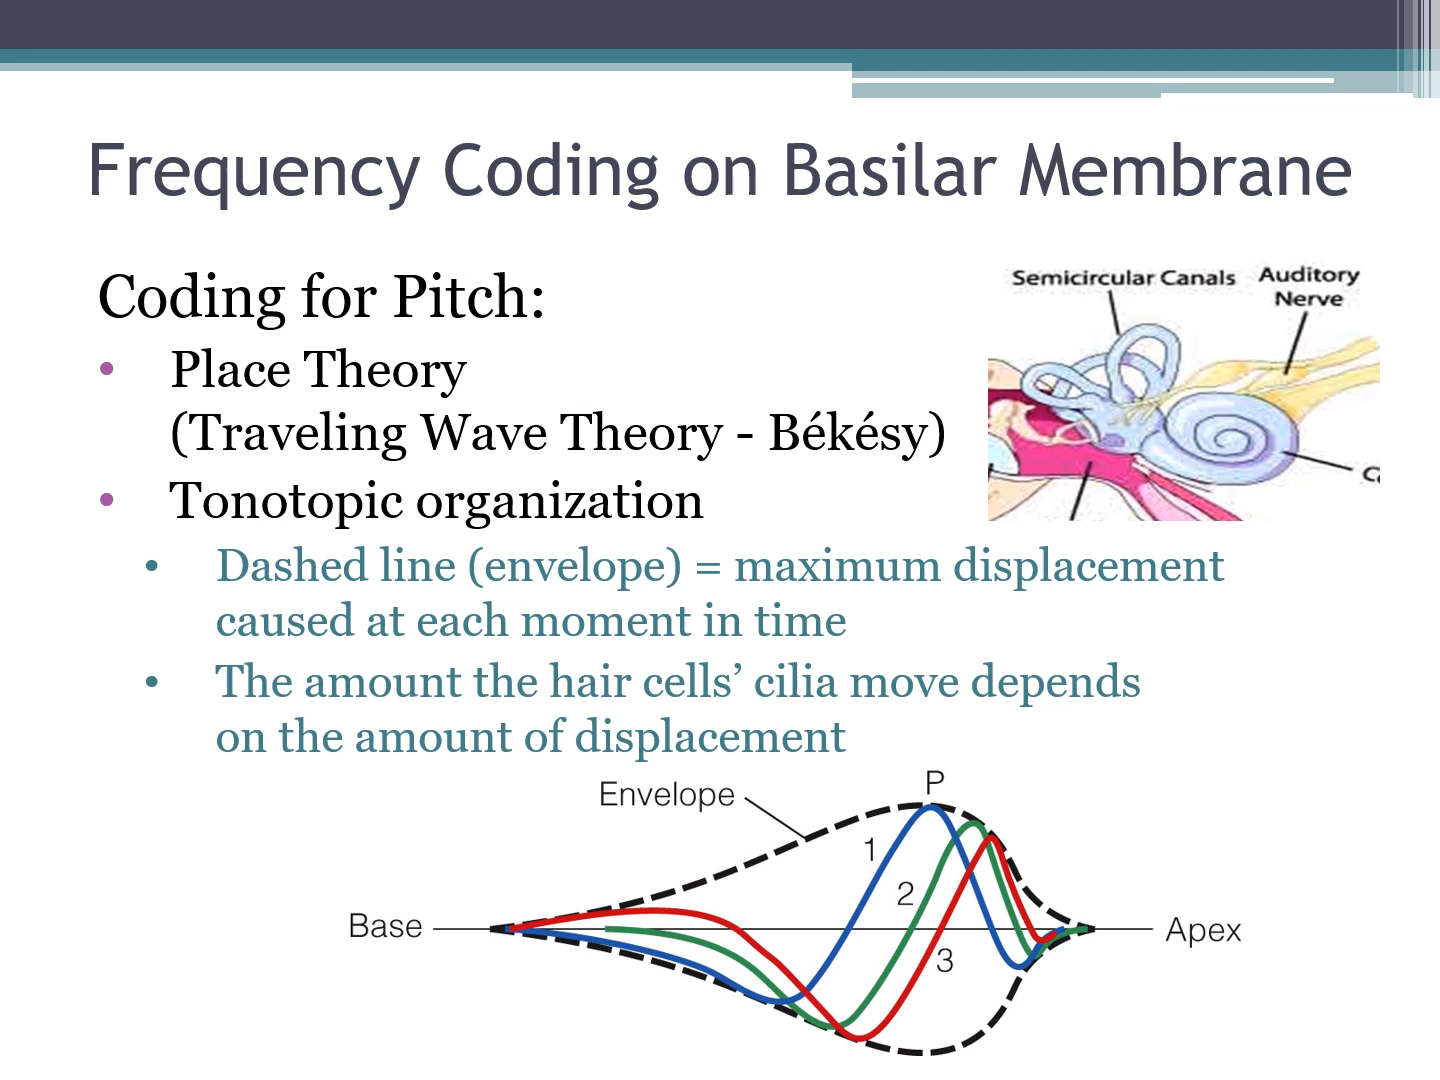 Frequency Coding on Basilar Membrane
Coding for Pitch:
• Place Theory
(Traveling Wave Theory - Békésy)
• Tonotopic organization
Semicircular Canals
Auditory
Nerve
• Dashed line (envelope) = maximum displacement
caused at each moment in time
• The amount the hair cells’ cilia move depends
on the amount of displacement
Envelope
P
1
2
3
Base
Apex